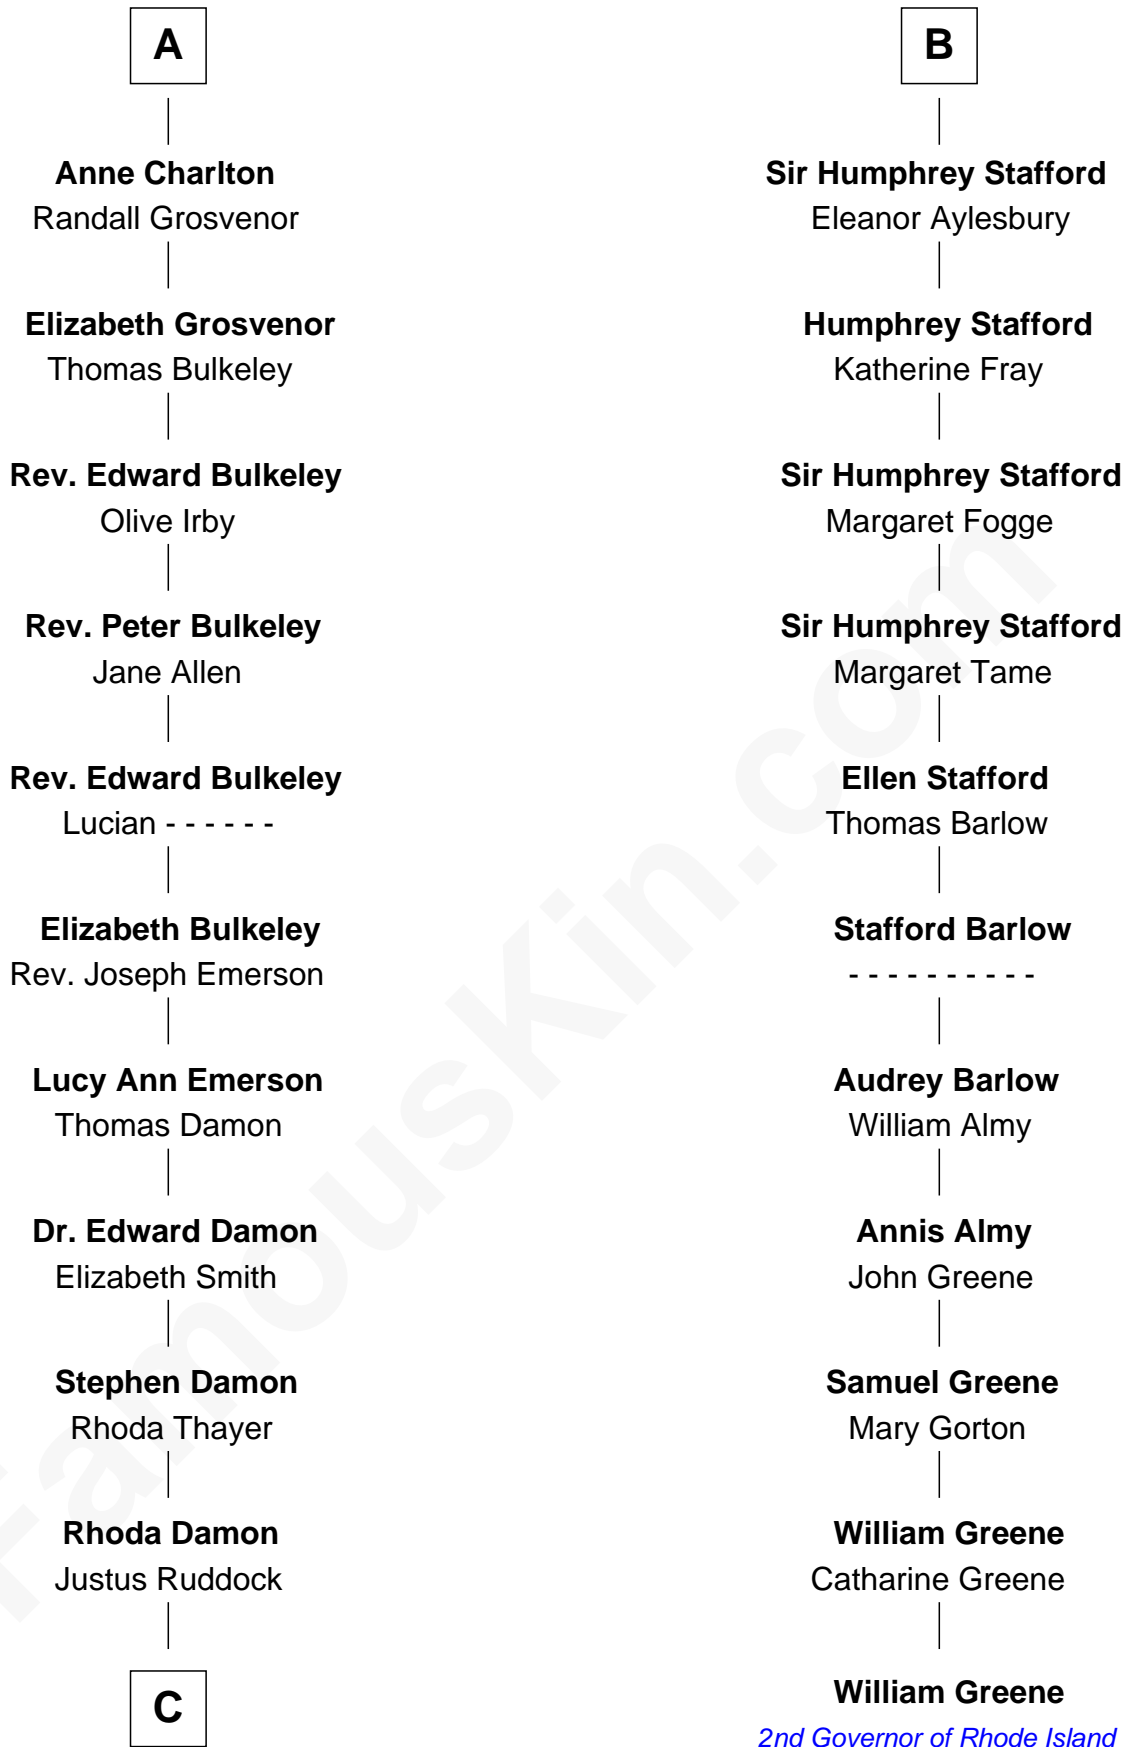 A
Anne Charlton
Randall Grosvenor
Elizabeth Grosvenor
Thomas Bulkeley
Rev. Edward Bulkeley
Olive Irby
Rev. Peter Bulkeley
Jane Allen
Rev. Edward Bulkeley
Lucian - - - - - -
Elizabeth Bulkeley
Rev. Joseph Emerson
Lucy Ann Emerson
Thomas Damon
Dr. Edward Damon
Elizabeth Smith
Stephen Damon
Rhoda Thayer
Rhoda Damon
Justus Ruddock
C
B
Sir Humphrey Stafford
Eleanor Aylesbury
Humphrey Stafford
Katherine Fray
Sir Humphrey Stafford
Margaret Fogge
Sir Humphrey Stafford
Margaret Tame
Ellen Stafford
Thomas Barlow
Stafford Barlow
- - - - - - - - - -
Audrey Barlow
William Almy
Annis Almy
John Greene
Samuel Greene
Mary Gorton
William Greene
Catharine Greene
William Greene
2nd Governor of Rhode Island
FamousKin.com